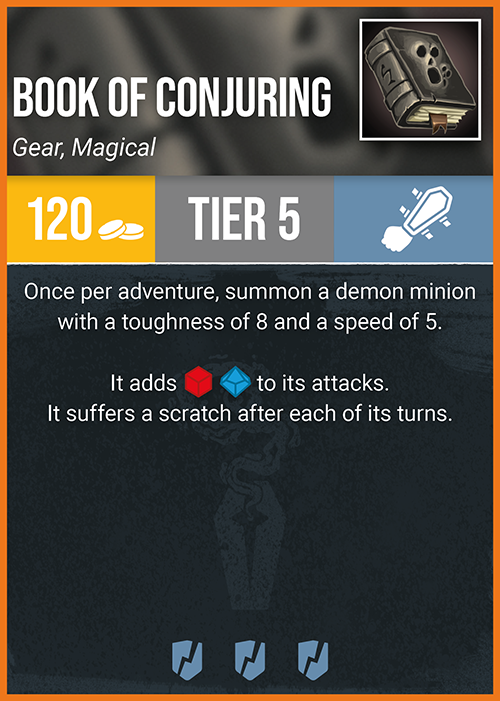 BOOK OF CONJURING
Gear, Magical
120
TIER 5
Once per adventure, summon a demon minion
with a toughness of 8 and a speed of 5.
It adds to its attacks.
It suffers a scratch after each of its turns.